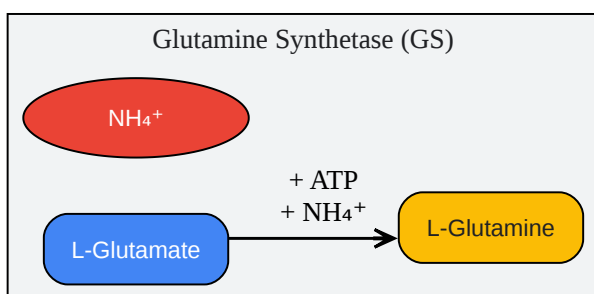 Glutamine Synthetase (GS)
NH₄⁺
+ ATP
+ NH₄⁺
L-Glutamate
L-Glutamine